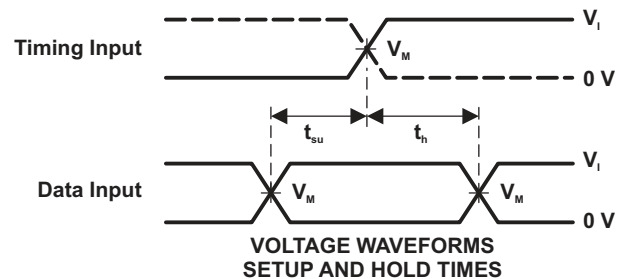 V_I
Timing Input
V_M
0 V
t_su
t_h
V_I
Data Input
V_M
V_M
0 V
VOLTAGE WAVEFORMS
SETUP AND HOLD TIMES